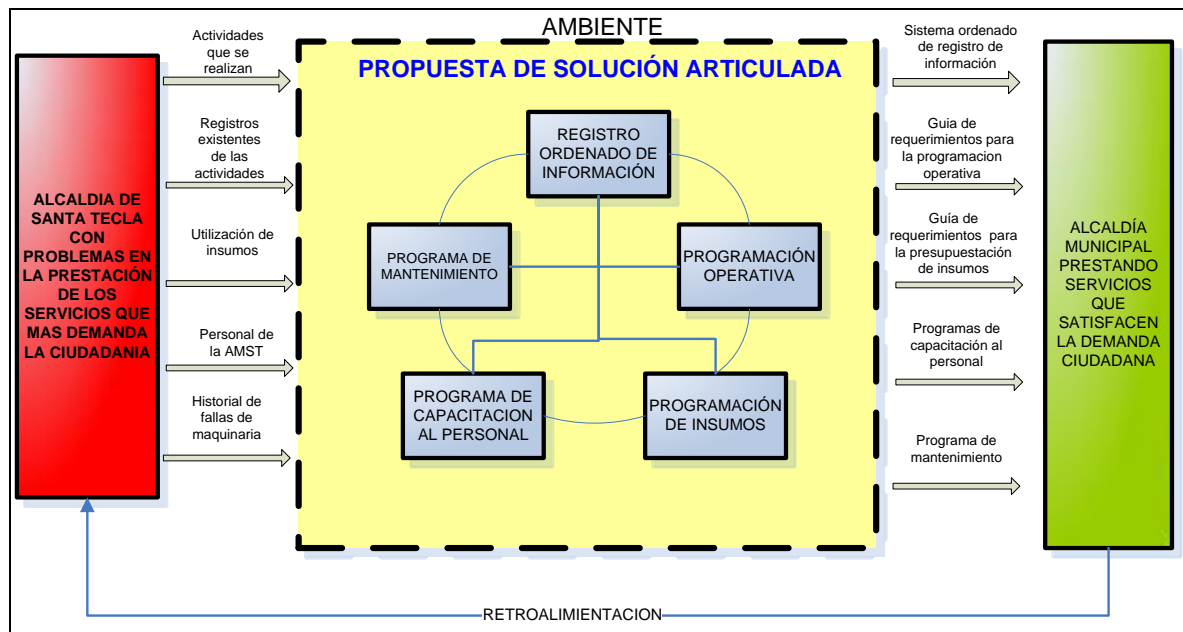 AMBIENTE
ALCALDIA DE
SANTA TECLA
CON
PROBLEMAS EN
LA PRESTACIÓN
DE LOS
SERVICIOS QUE
MAS DEMANDA
LA CIUDADANIA
Actividades
que se
realizan
Registros
existentes
de las
actividades
Utilización de
insumos
Personal de
la AMST
Historial de
fallas de
maquinaria
PROPUESTA DE SOLUCIÓN ARTICULADA
REGISTRO
ORDENADO DE
INFORMACIÓN
PROGRAMA DE
MANTENIMIENTO
PROGRAMACIÓN
OPERATIVA
PROGRAMA DE
CAPACITACION
AL PERSONAL
PROGRAMACIÓN
DE INSUMOS
Sistema ordenado
de registro de
información
Guia de
requerimientos para
la programacion
operativa
Guía de
requerimientos para
la presupuestación
de insumos
Programas de
capacitación al
personal
Programa de
mantenimiento
ALCALDÍA
MUNICIPAL
PRESTANDO
SERVICIOS
QUE
SATISFACEN
LA DEMANDA
CIUDADANA
RETROALIMENTACION